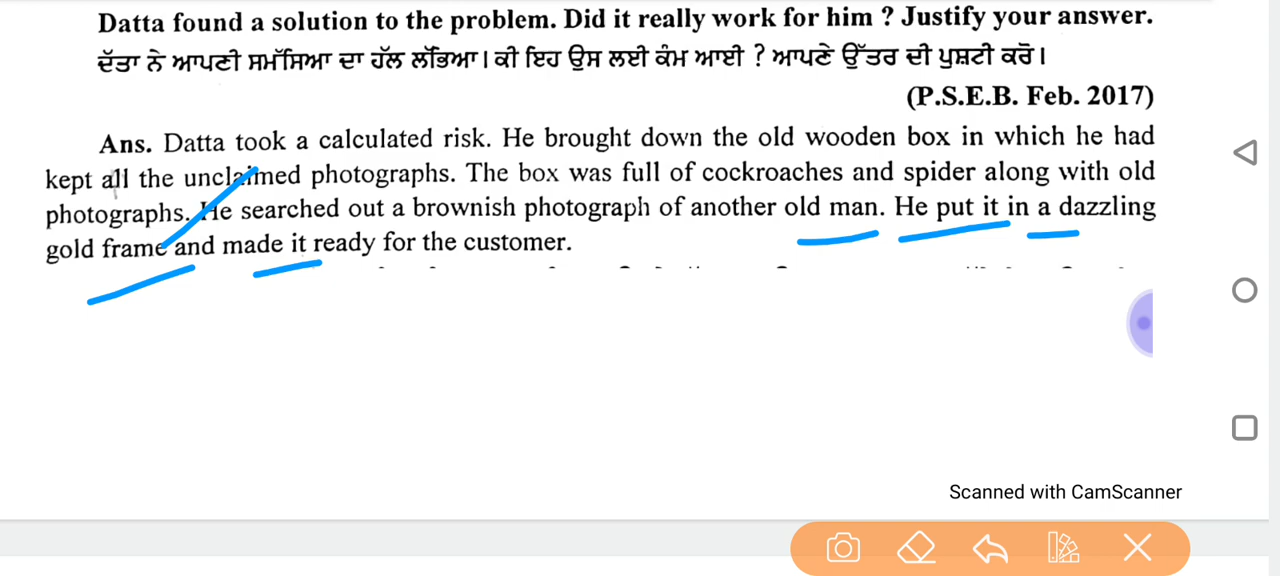 Datta found a solution to the problem. Did it really work for him ? Justify your answer.
ਦੱਤਾ ਨੇ ਆਪਣੀ ਸਮੱਸਿਆ ਦਾ ਹੱਲ ਲੱਭਿਆ। ਕੀ ਇਹ ਉਸ ਲਈ ਕੰਮ ਆਈ ? ਆਪਣੇ ਉੱਤਰ ਦੀ ਪੁਸ਼ਟੀ ਕਰੋ।
(P.S.E.B. Feb. 2017)
Ans. Datta took a calculated risk. He brought down the old wooden box in which he had
kept all the unclaimed photographs. The box was full of cockroaches and spider along with old
photographs. He searched out a brownish photograph of another old man. He put it in a dazzling
gold frame and made it ready for the customer.
Scanned with CamScanner